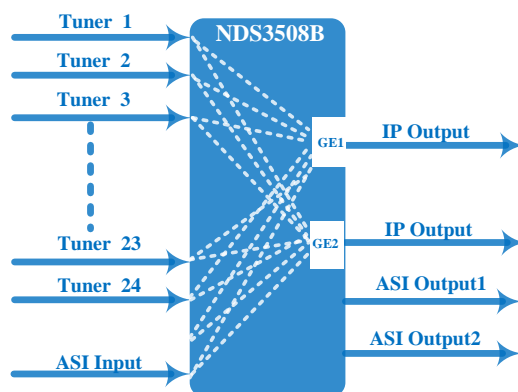 Tuner 1
Tuner 2
Tuner 3
Tuner 23
Tuner 24
ASI Input
NDS3508B
GE1
GE2
IP Output
IP Output
ASI Output1
ASI Output2